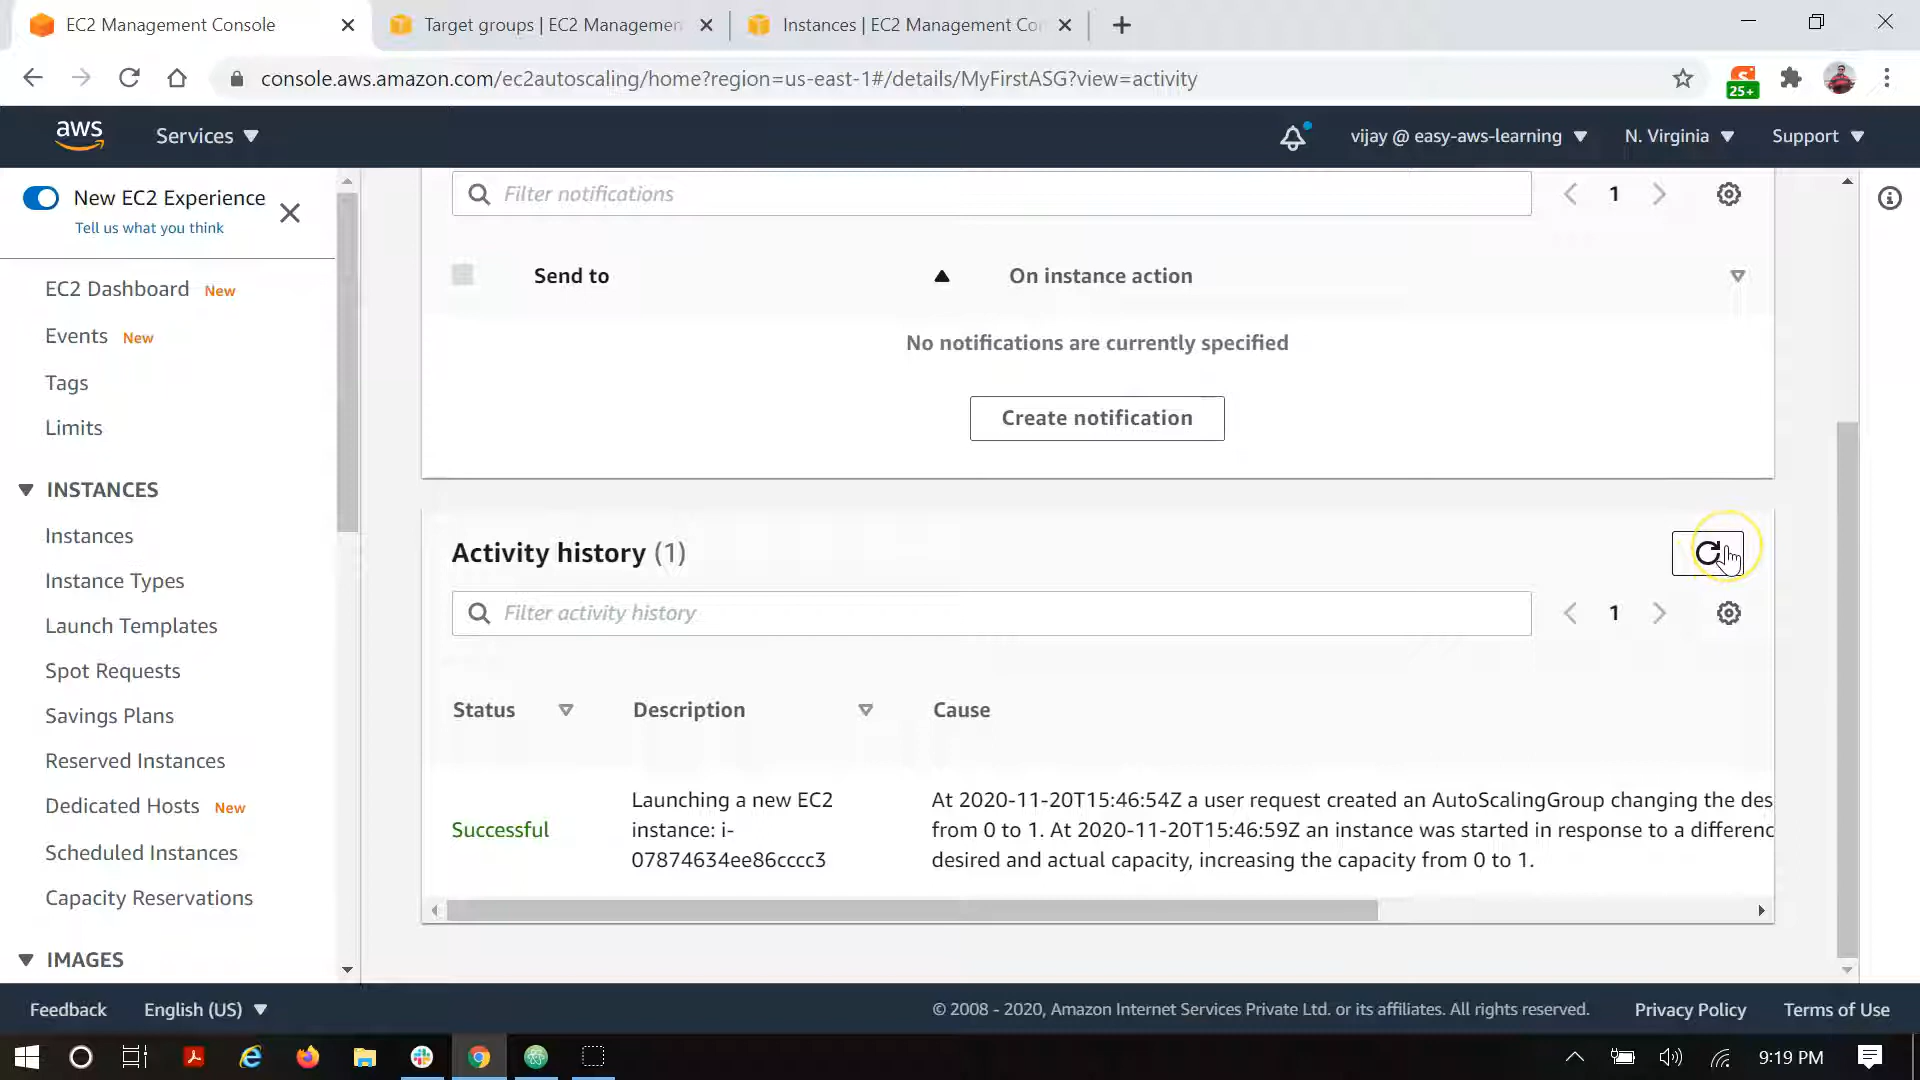 EC2 Management Console
Target groups | EC2 Managemen
Instances | EC2 Management Co
console.aws.amazon.com/ec2autoscaling/home?region=us-east-1#/details/MyFirstASG?view=activity
25+
aws
Services
vijay @ easy-aws-learning
N. Virginia
Support
New EC2 Experience
Tell us what you think
EC2 Dashboard New
Events New
Tags
Limits
INSTANCES
Instances
Instance Types
Launch Templates
Spot Requests
Savings Plans
Reserved Instances
Dedicated Hosts New
Scheduled Instances
Capacity Reservations
IMAGES
Filter notifications
1
Send to
On instance action
No notifications are currently specified
Create notification
Activity history (1)
Filter activity history
1
Status
Description
Cause
Successful
Launching a new EC2
instance: i-
07874634ee86cccc3
At 2020-11-20T15:46:54Z a user request created an AutoScalingGroup changing the des
from 0 to 1. At 2020-11-20T15:46:59Z an instance was started in response to a differenc
desired and actual capacity, increasing the capacity from 0 to 1.
Feedback
English (US)
© 2008 - 2020, Amazon Internet Services Private Ltd. or its affiliates. All rights reserved.
Privacy Policy
Terms of Use
9:19 PM